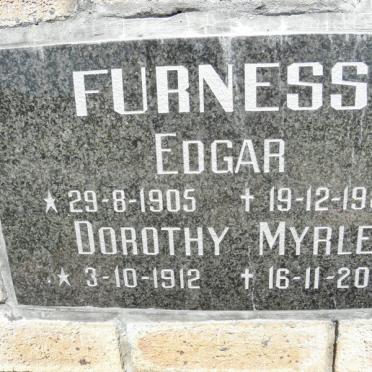 FURNESS
EDGAR
★ 29-8-1905 † 19-12-19
DOROTHY MYRLE
★ 3-10-1912 † 16-11-20